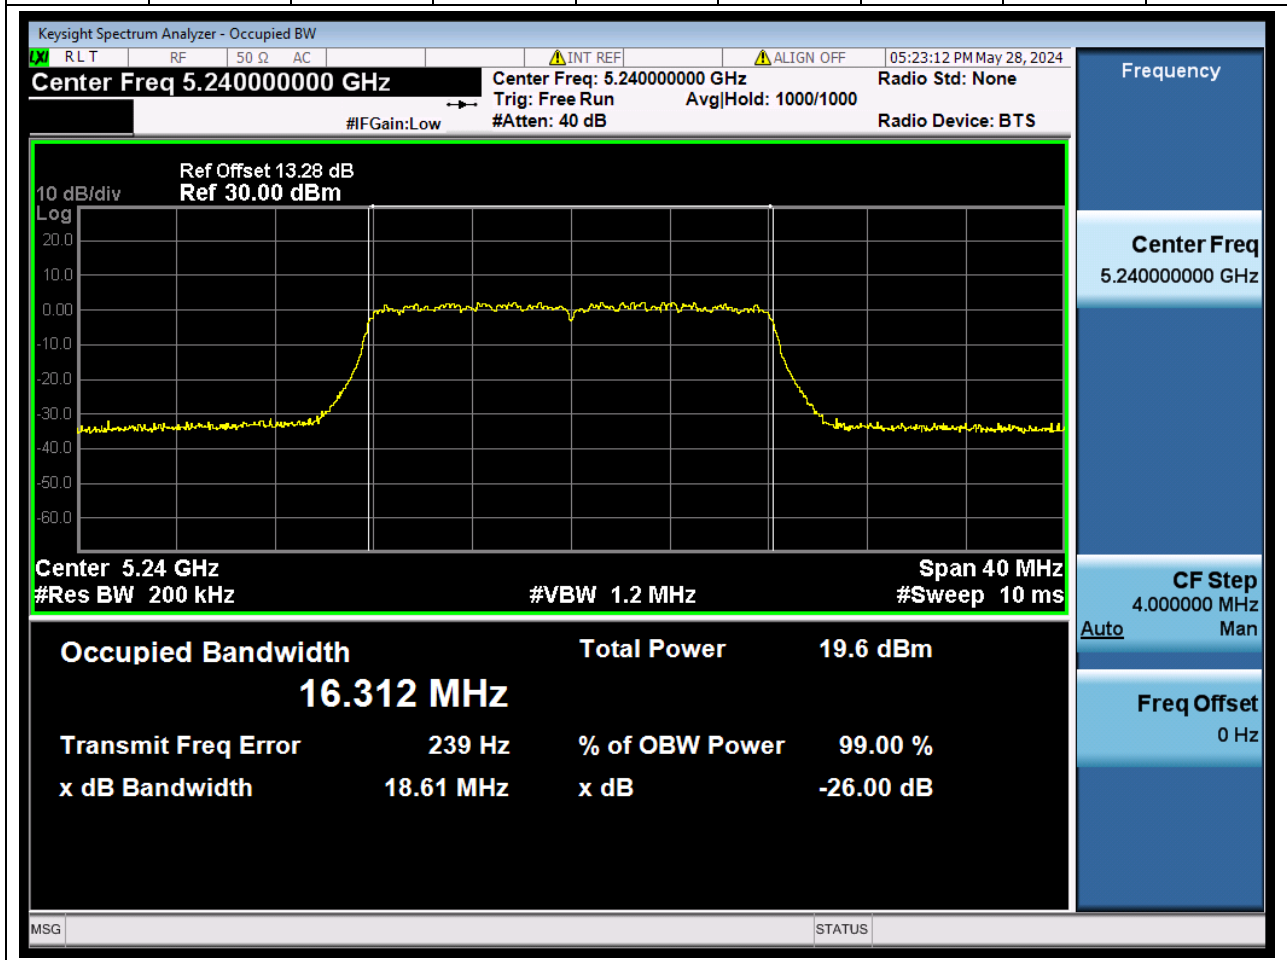 Keysight Spectrum Analyzer - Occupied BW
LXI RLT RF 50 Ω AC INT REF ALIGN OFF 05:23:12 PM May 28, 2024
Center Freq 5.240000000 GHz
Center Freq: 5.240000000 GHz
Radio Std: None
Trig: Free Run Avg|Hold: 1000/1000
#IFGain:Low
#Atten: 40 dB
Radio Device: BTS
Ref Offset 13.28 dB
10 dB/div Ref 30.00 dBm
Log
20.0
10.0
0.00
-10.0
-20.0
-30.0
-40.0
-50.0
-60.0
Center 5.24 GHz Span 40 MHz
#Res BW 200 kHz #VBW 1.2 MHz #Sweep 10 ms
Occupied Bandwidth Total Power 19.6 dBm
16.312 MHz
Transmit Freq Error 239 Hz % of OBW Power 99.00 %
x dB Bandwidth 18.61 MHz x dB -26.00 dB
MSG STATUS
Frequency
Center Freq
5.240000000 GHz
CF Step
4.000000 MHz
Auto Man
Freq Offset
0 Hz